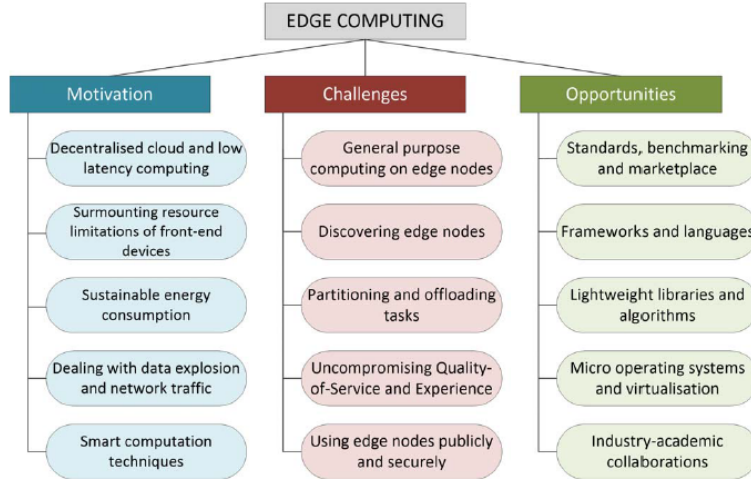 EDGE COMPUTING
Motivation
Decentralised cloud and low
latency computing
Surmounting resource
limitations of front-end
devices
Sustainable energy
consumption
Dealing with data explosion
and network traffic
Smart computation
techniques
Challenges
General purpose
computing on edge nodes
Discovering edge nodes
Partitioning and offloading
tasks
Uncompromising Quality-
of-Service and Experience
Using edge nodes publicly
and securely
Opportunities
Standards, benchmarking
and marketplace
Frameworks and languages
Lightweight libraries and
algorithms
Micro operating systems
and virtualisation
Industry-academic
collaborations